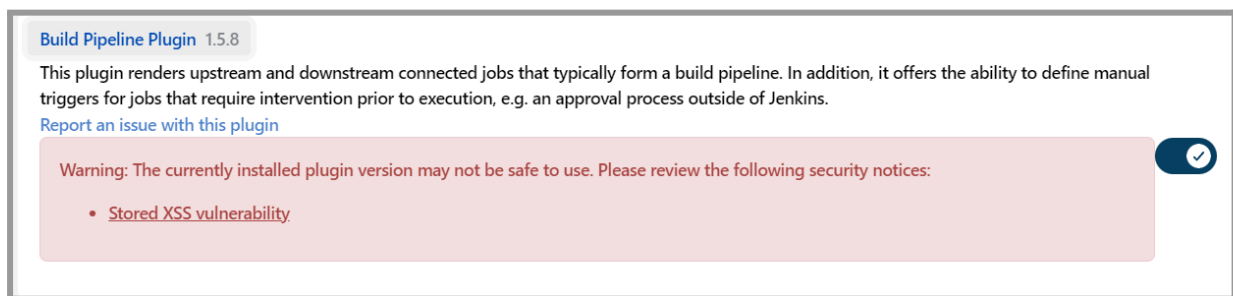 Build Pipeline Plugin 1.5.8
This plugin renders upstream and downstream connected jobs that typically form a build pipeline. In addition, it offers the ability to define manual
triggers for jobs that require intervention prior to execution, e.g. an approval process outside of Jenkins.
Report an issue with this plugin
Warning: The currently installed plugin version may not be safe to use. Please review the following security notices:
• Stored XSS vulnerability